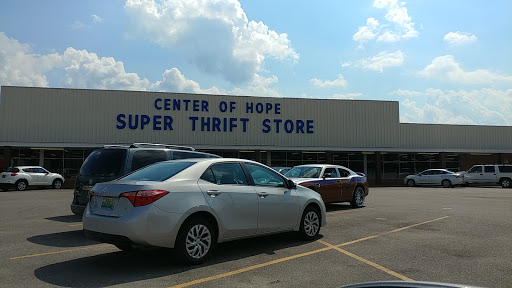 CENTER OF HOPE
SUPER THRIFT STORE